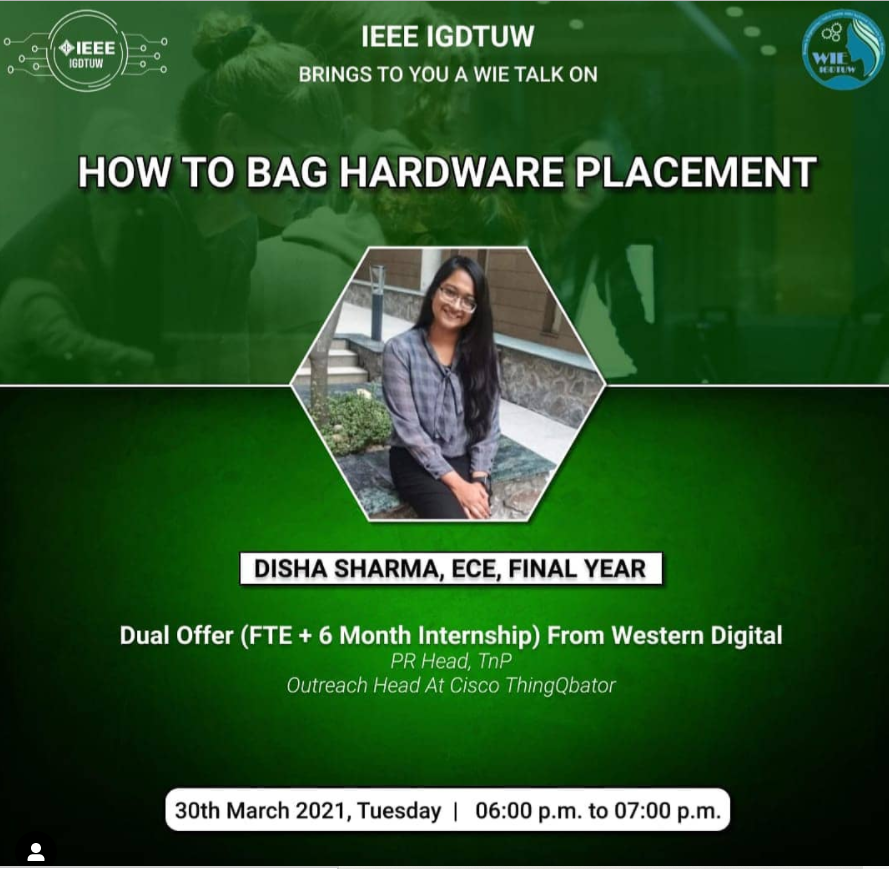 IEEE
IGDTUW
IEEE IGDTUW
BRINGS TO YOU A WIE TALK ON
WIE
IGDTUW
HOW TO BAG HARDWARE PLACEMENT
DISHA SHARMA, ECE, FINAL YEAR
Dual Offer (FTE + 6 Month Internship) From Western Digital
PR Head, TnP
Outreach Head At Cisco ThingQbator
30th March 2021, Tuesday | 06:00 p.m. to 07:00 p.m.